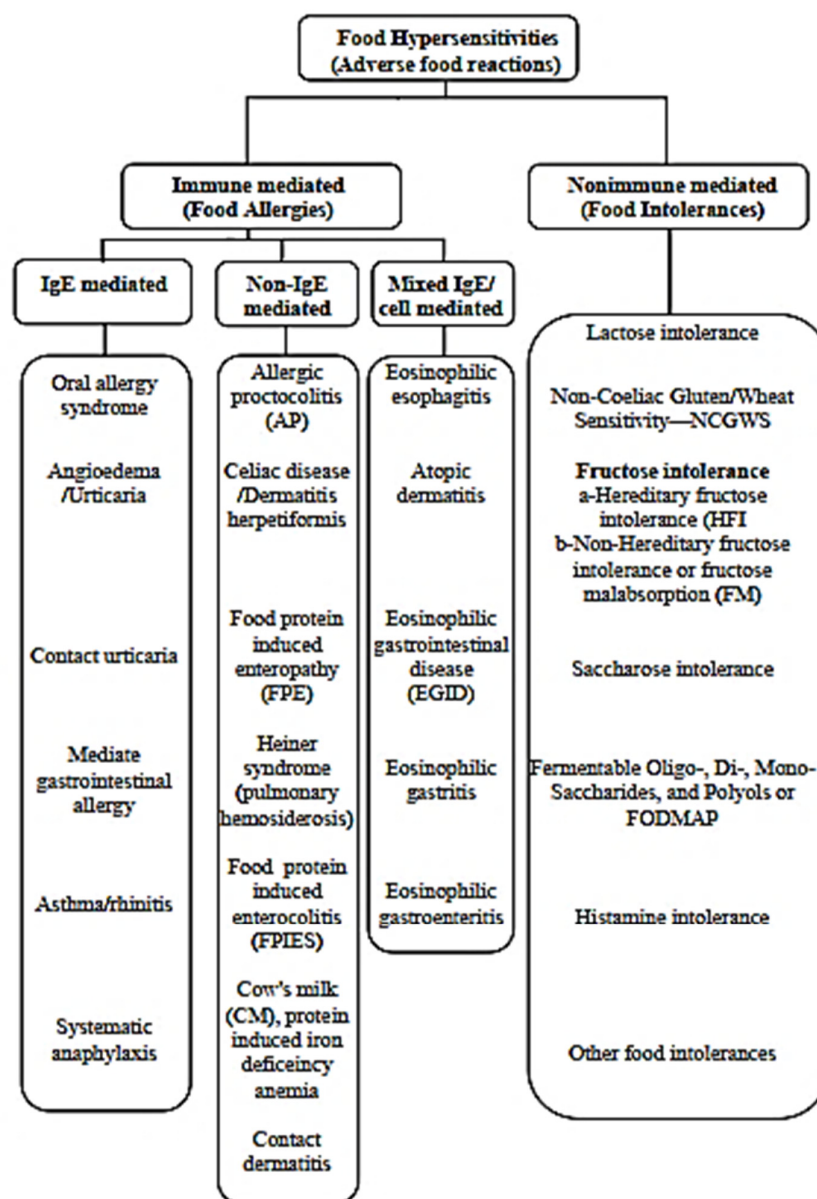 Food Hypersensitivities
(Adverse food reactions)
Immune mediated
(Food Allergies)
Nonimmune mediated
(Food Intolerances)
IgE mediated
Non-IgE
mediated
Mixed IgE/
cell mediated
Oral allergy
syndrome
Angioedema
/Urticaria
Contact urticaria
Mediate
gastrointestinal
allergy
Asthma/rhinitis
Systematic
anaphylaxis
Allergic
proctocolitis
(AP)
Celiac disease
/Dermatitis
herpetiformis
Food protein
induced
enteropathy
(FPE)
Heiner
syndrome
(pulmonary
hemosiderosis)
Food protein
induced
enterocolitis
(FPIES)
Cow's milk
(CM), protein
induced iron
deficeincy
anemia
Contact
dermatitis
Eosinophilic
esophagitis
Atopic
dermatitis
Eosinophilic
gastrointestinal
disease
(EGID)
Eosinophilic
gastritis
Eosinophilic
gastroenteritis
Lactose intolerance
Non-Coeliac Gluten/Wheat
Sensitivity—NCGWS
Fructose intolerance
a-Hereditary fructose
intolerance (HFI
b-Non-Hereditary fructose
intolerance or fructose
malabsorption (FM)
Saccharose intolerance
Fermentable Oligo-, Di-, Mono-
Saccharides, and Polyols or
FODMAP
Histamine intolerance
Other food intolerances